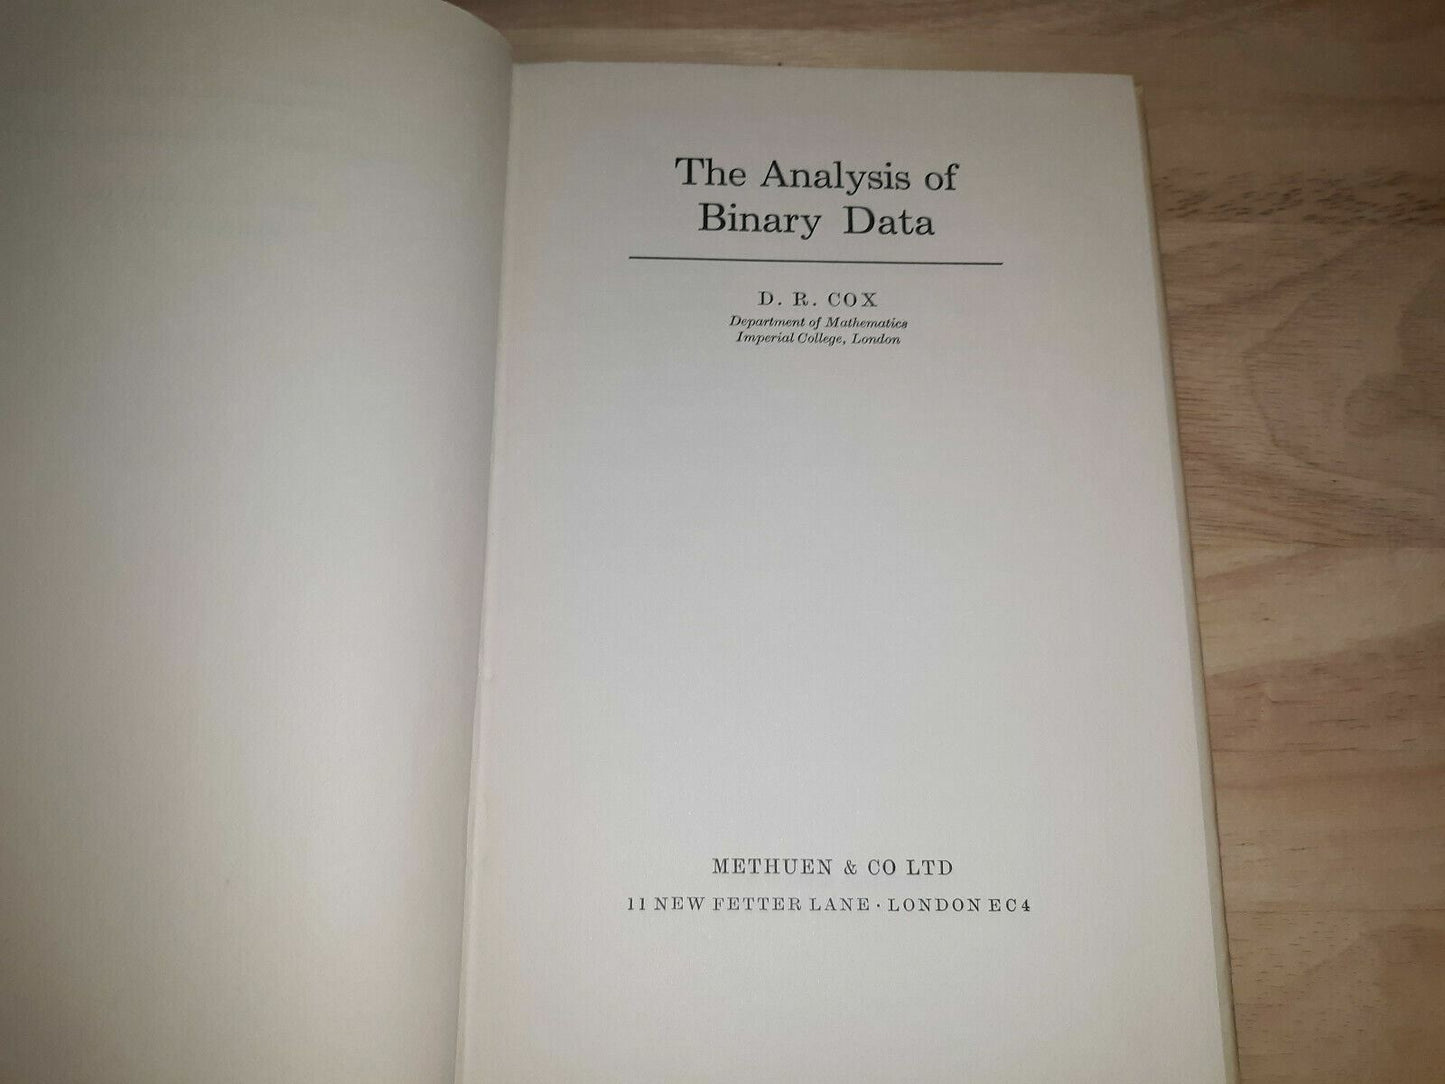 The Analysis of
Binary Data
D. R. COX
Department of Mathematics
Imperial College, London
METHUEN & CO LTD
11 NEW FETTER LANE · LONDON EC4